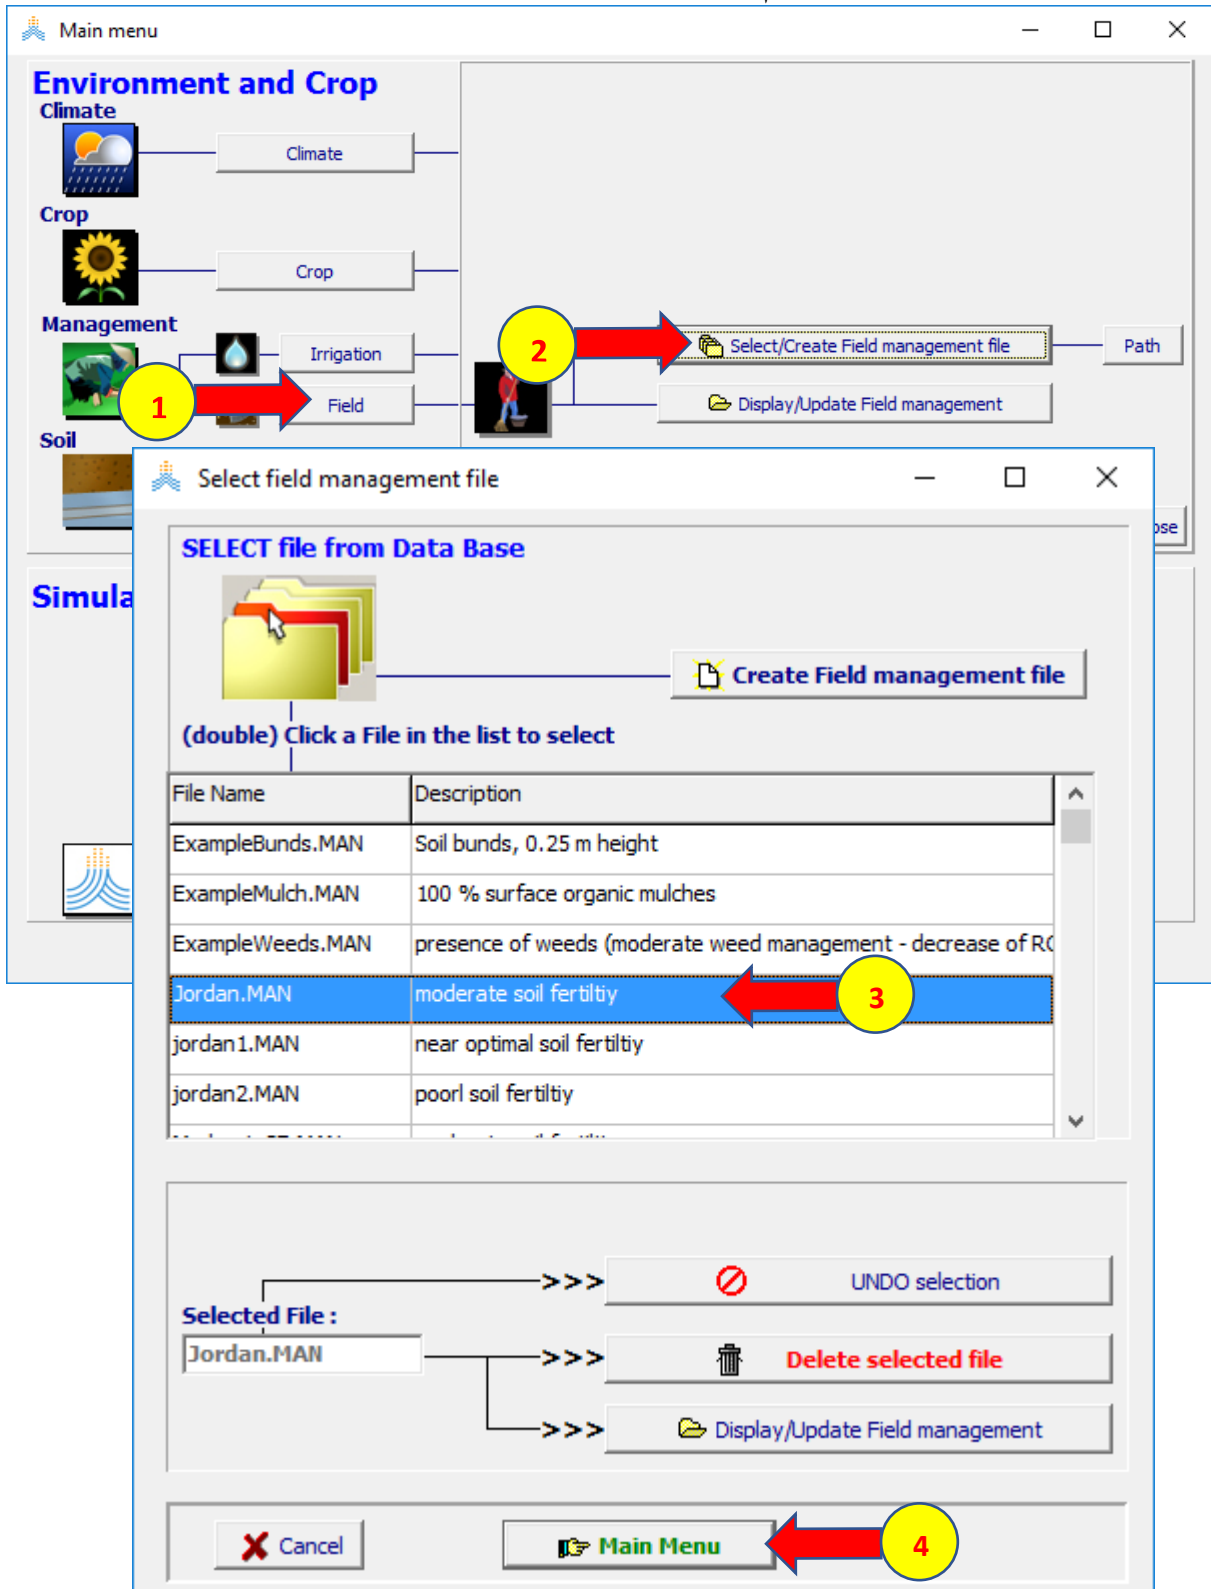 Main menu
Environment and Crop
Climate
Climate
Crop
Crop
Management
Irrigation
2
Select/Create Field management file
Path
1
Field
Display/Update Field management
Soil
Select field management file
SELECT file from Data Base
Create Field management file
(double) Click a File in the list to select
File Name Description
ExampleBunds.MAN Soil bunds, 0.25 m height
ExampleMulch.MAN 100 % surface organic mulches
ExampleWeeds.MAN presence of weeds (moderate weed management - decrease of
Jordan.MAN moderate soil fertiltiy
3
jordan1.MAN near optimal soil fertiltiy
jordan2.MAN poorl soil fertiltiy
>>> UNDO selection
Selected File :
Jordan.MAN
>>> Delete selected file
>>> Display/Update Field management
Cancel
Main Menu
4